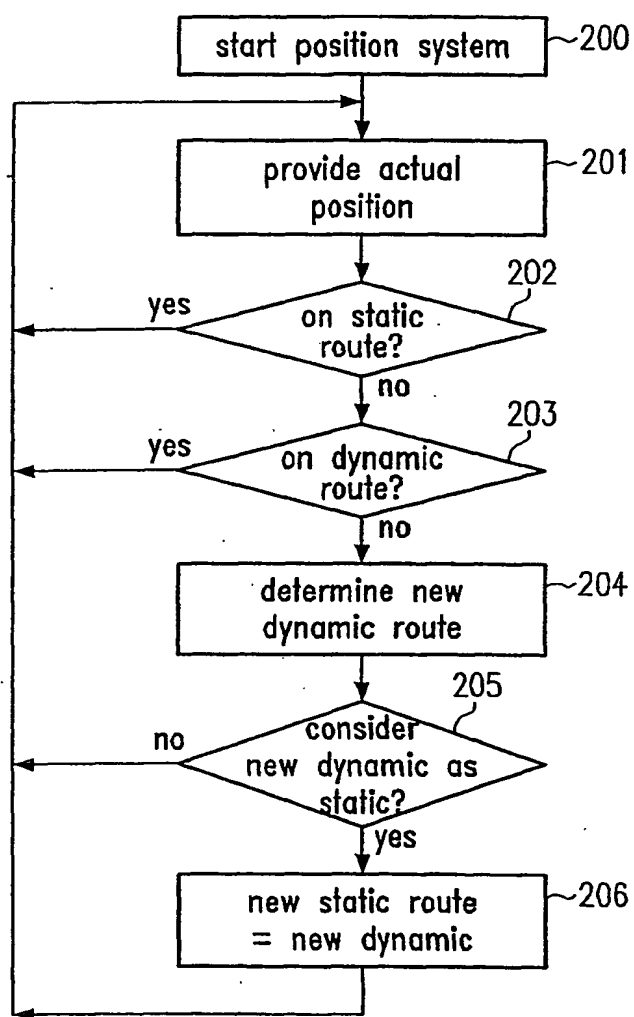 start position system
200
provide actual
position
201
202
yes
on static
route?
no
203
yes
on dynamic
route?
no
determine new
dynamic route
204
205
no
consider
new dynamic as
static?
yes
new static route
= new dynamic
206